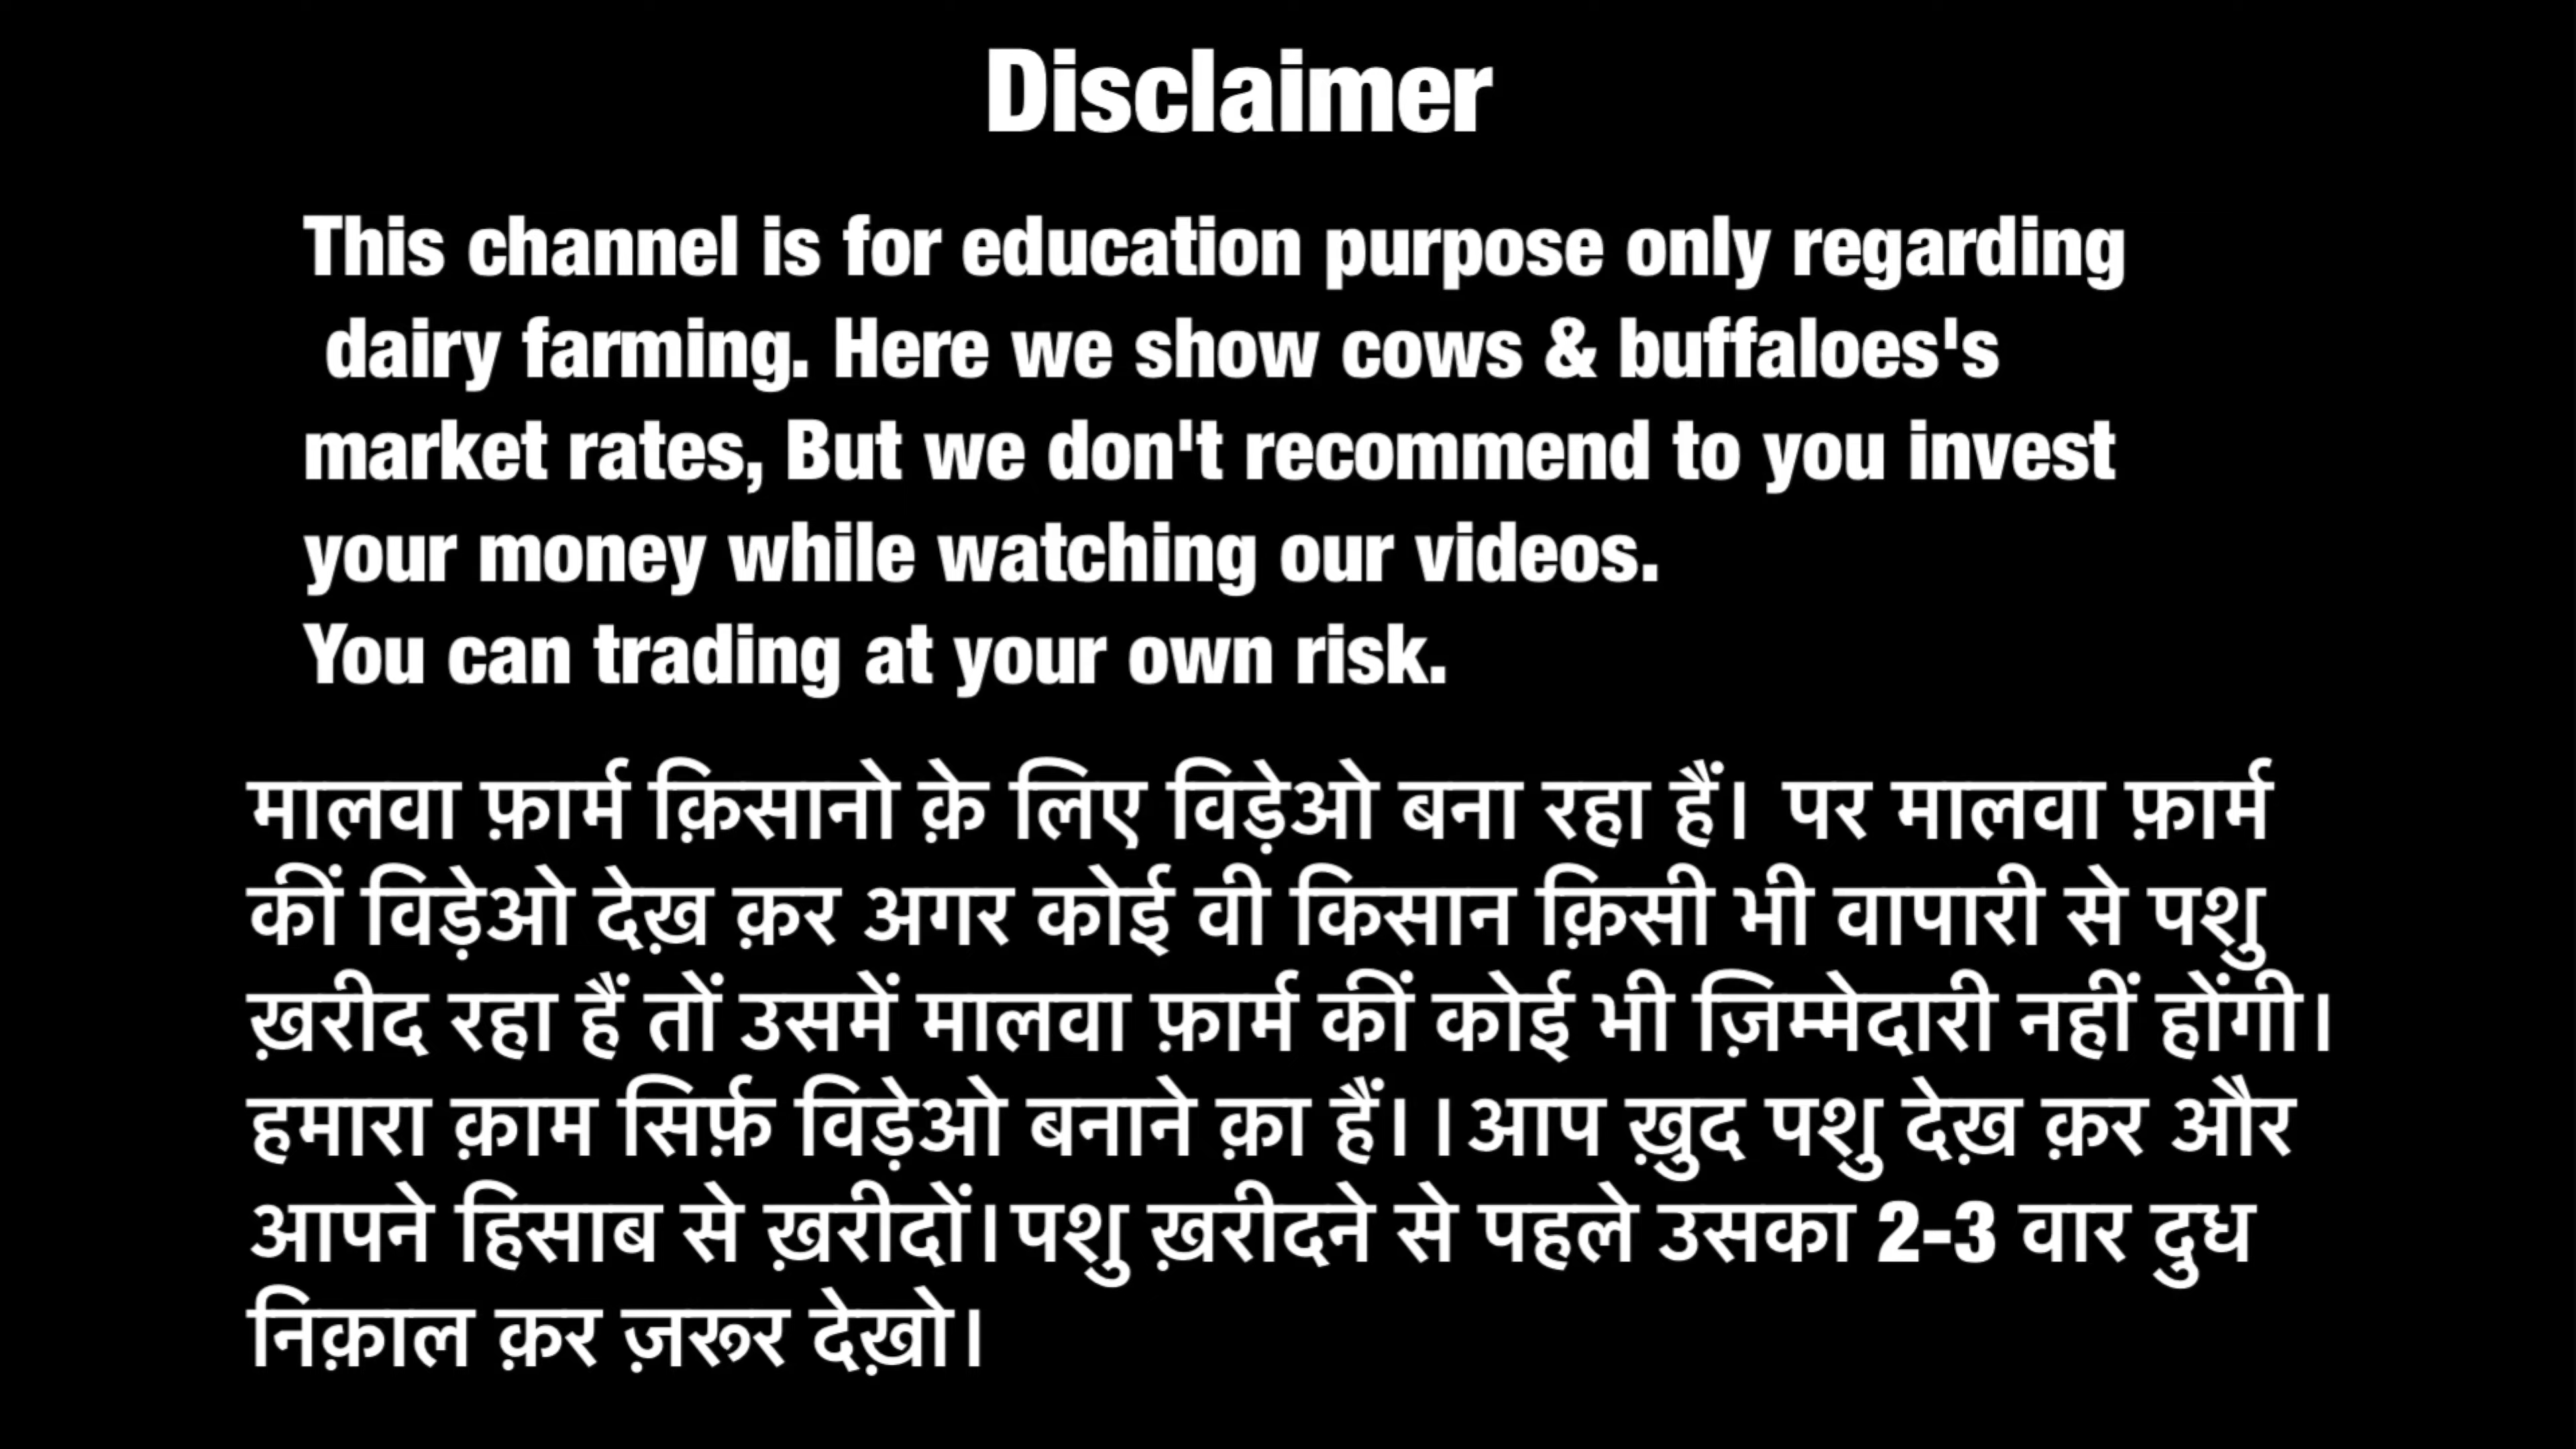 Disclaimer
This channel is for education purpose only regarding
dairy farming. Here we show cows & buffaloes's
market rates, But we don't recommend to you invest
your money while watching our videos.
You can trading at your own risk.
मालवा फ़ार्म क़िसानो क़े लिए विड़ेओ बना रहा हैं। पर मालवा फ़ार्म
कीं विड़ेओ देख़ क़र अगर कोई वी किसान क़िसी भी वापारी से पशु
ख़रीद रहा हैं तों उसमें मालवा फ़ार्म कीं कोई भी ज़िम्मेदारी नहीं होंगी।
हमारा क़ाम सिर्फ़ विड़ेओ बनाने क़ा हैं।।आप ख़ुद पशु देख़ क़र और
आपने हिसाब से ख़रीदों।पशु ख़रीदने से पहले उसका 2-3 वार दुध
निक़ाल क़र ज़रूर देख़ो।